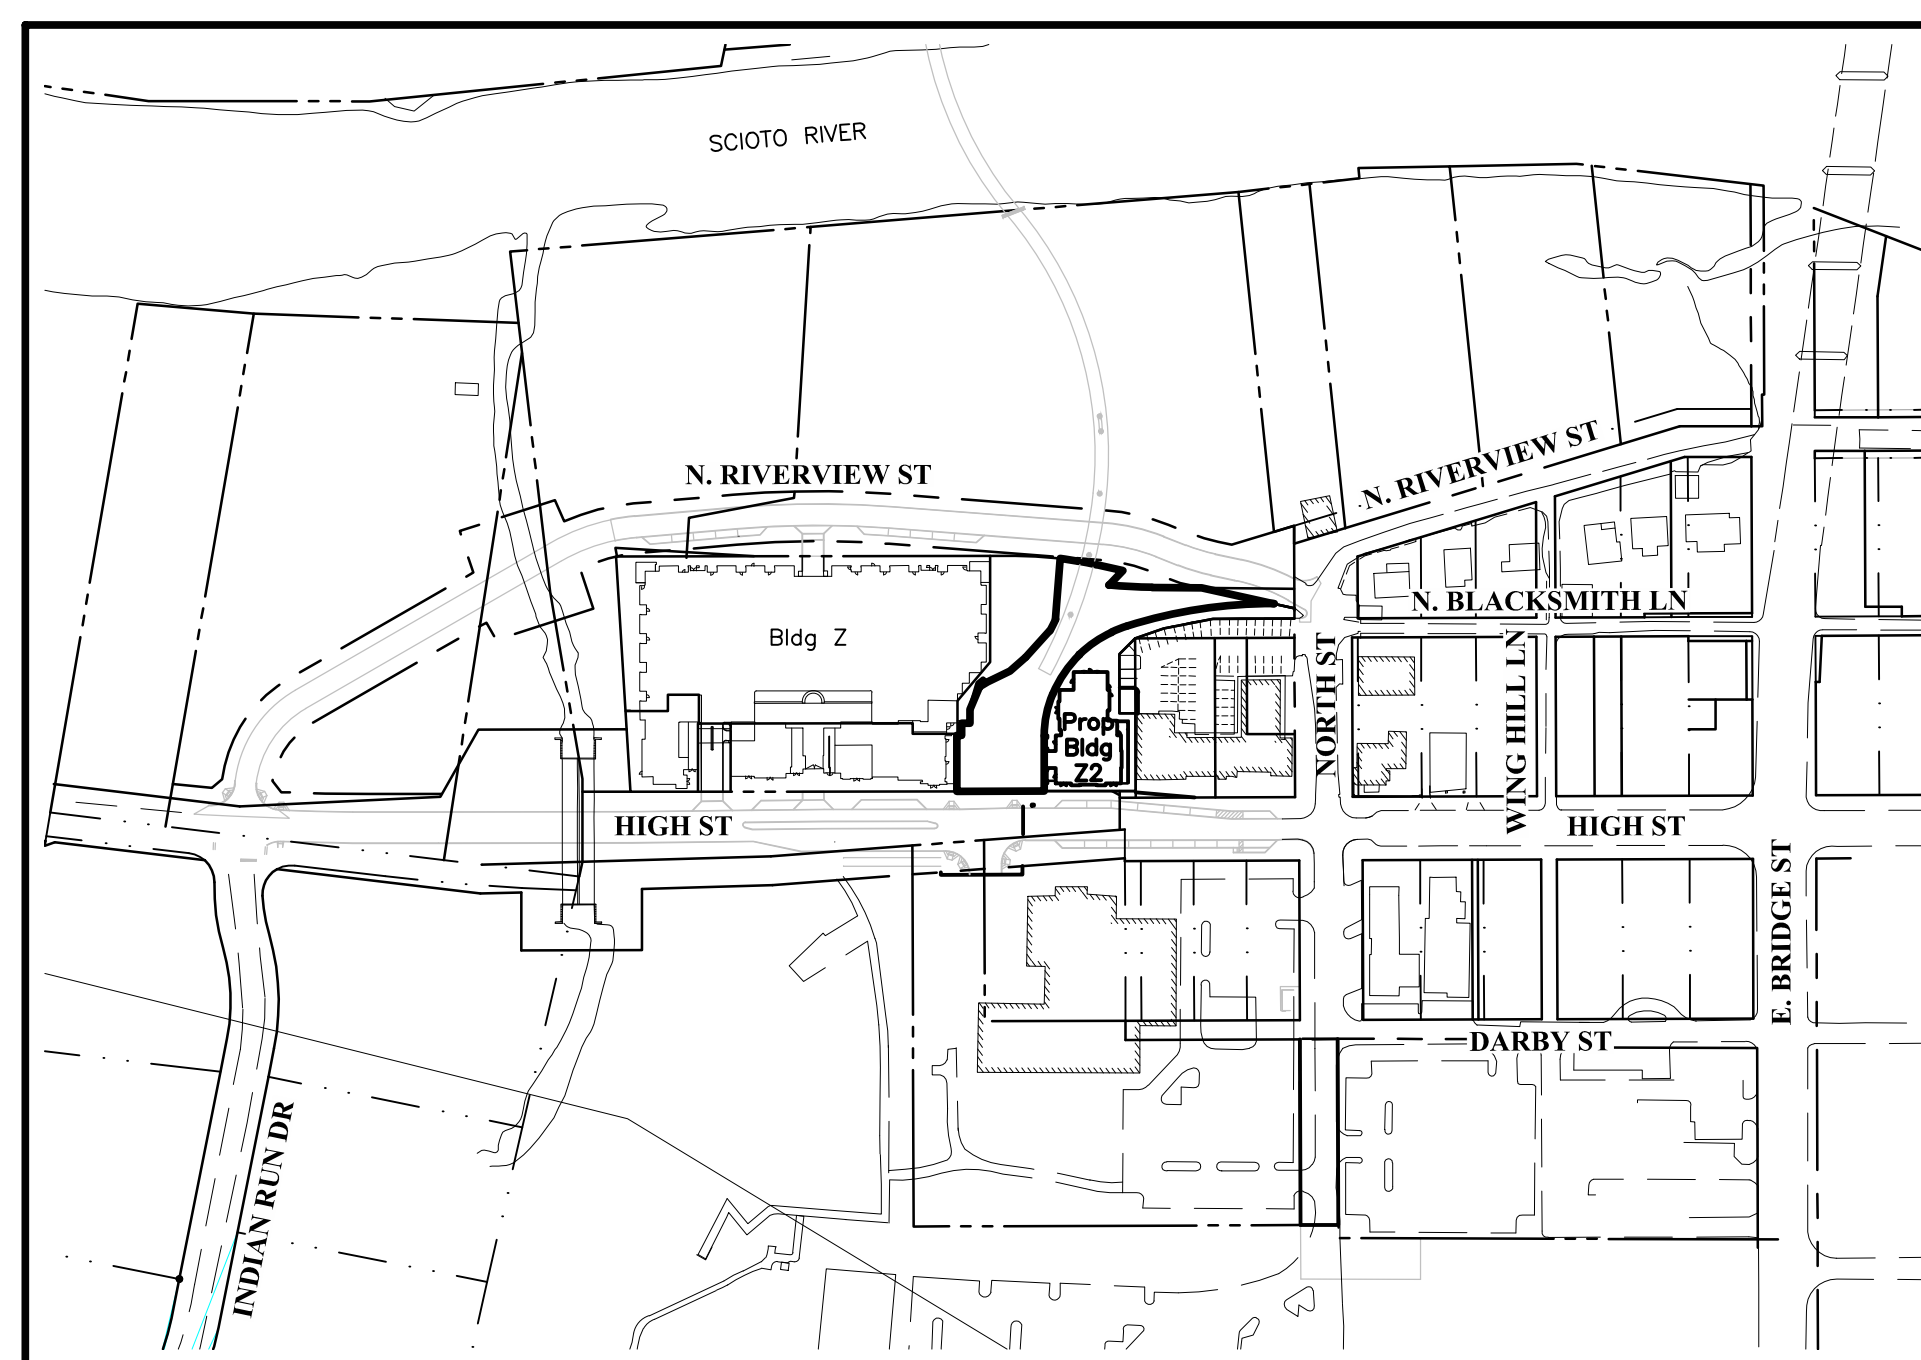 SCIOTO RIVER
N. RIVERVIEW ST
N. RIVERVIEW ST
N. BLACKSMITH LN
Bldg Z
Prop
Bldg
Z2
NORTH ST
WING HILL LN
HIGH ST
HIGH ST
E. BRIDGE ST
DARBY ST
INDIAN RUN DR